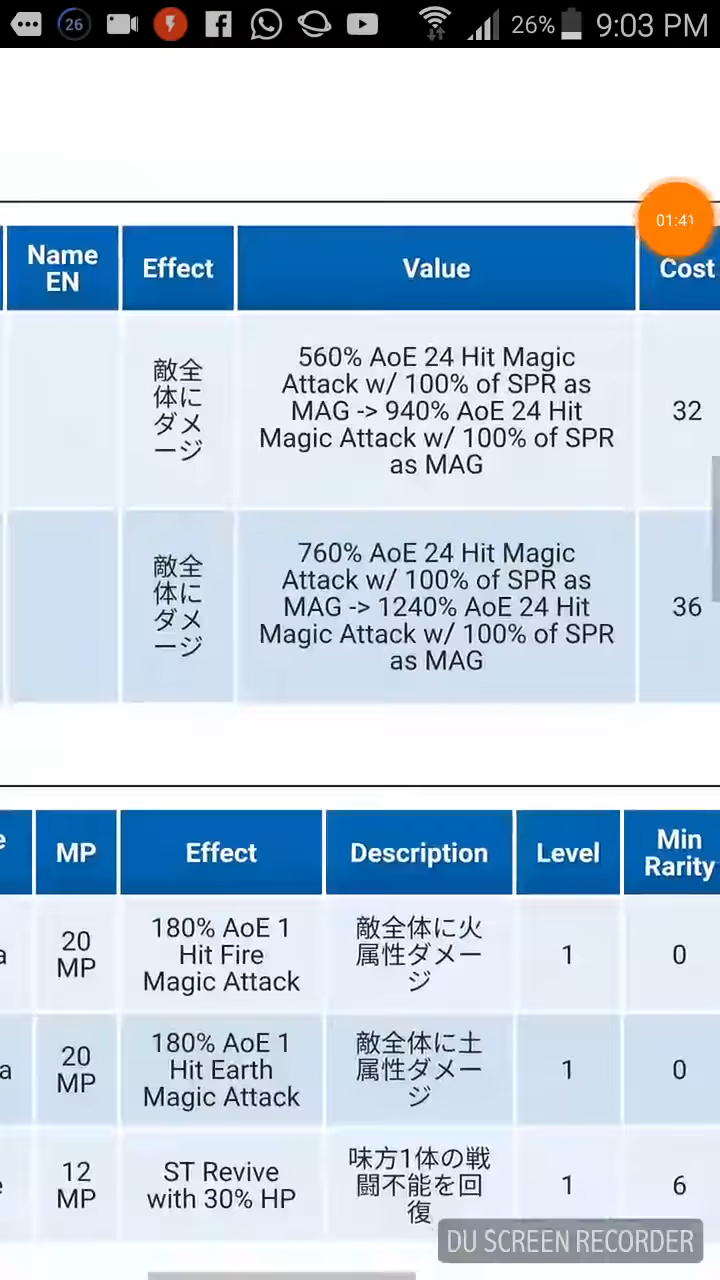 26
26%
9:03 PM
01:41
Name
EN
Effect
Value
Cost
敵全
体に
ダメ
ージ
560% AoE 24 Hit Magic
Attack w/ 100% of SPR as
MAG -> 940% AoE 24 Hit
Magic Attack w/ 100% of SPR
as MAG
32
敵全
体に
ダメ
ージ
760% AoE 24 Hit Magic
Attack w/ 100% of SPR as
MAG -> 1240% AoE 24 Hit
Magic Attack w/ 100% of SPR
as MAG
36
e
MP
Effect
Description
Level
Min
Rarity
a
20
MP
180% AoE 1
Hit Fire
Magic Attack
敵全体に火
属性ダメー
ジ
1
0
a
20
MP
180% AoE 1
Hit Earth
Magic Attack
敵全体に土
属性ダメー
ジ
1
0
e
12
MP
ST Revive
with 30% HP
味方1体の戦
闘不能を回
復
1
6
DU SCREEN RECORDER